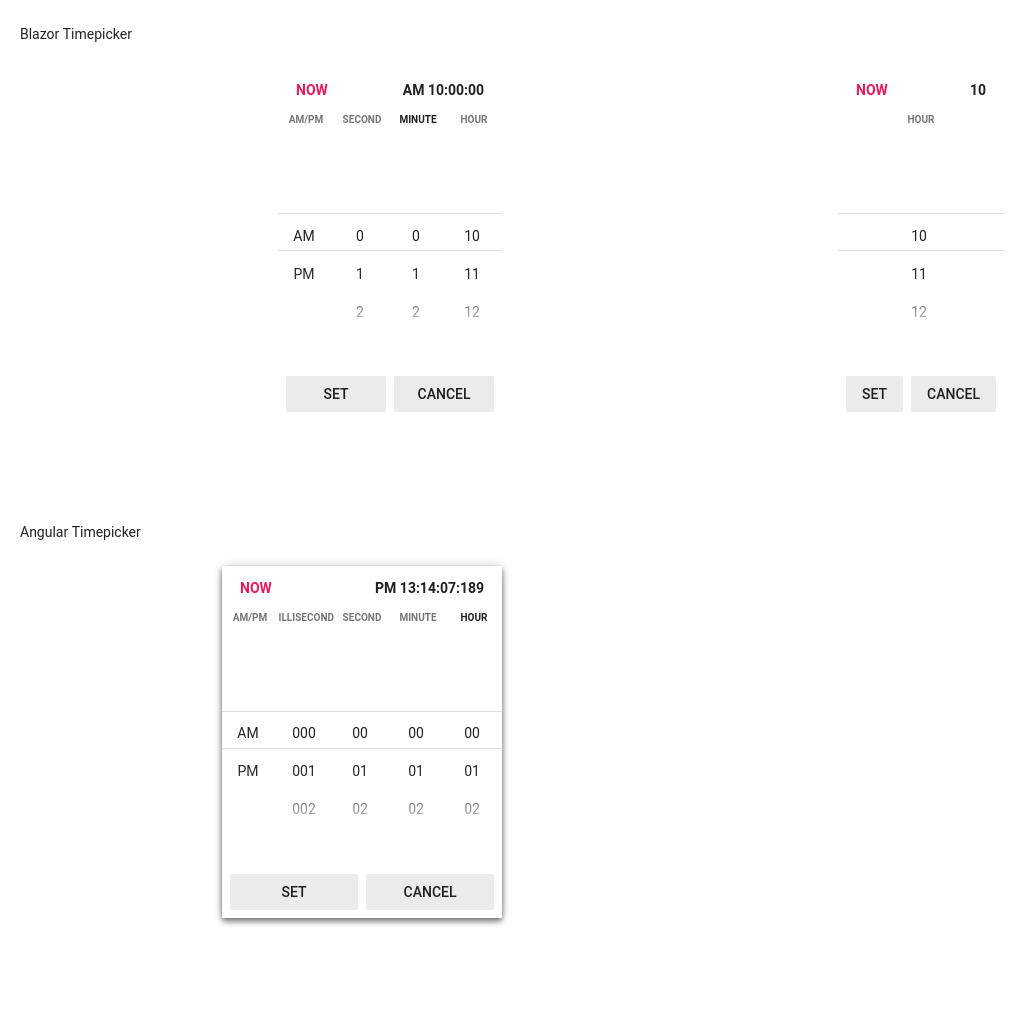 Blazor Timepicker
NOW AM 10:00:00 NOW 10
AM/PM SECOND MINUTE HOUR HOUR
AM 0 0 10 10
PM 1 1 11 11
2 2 12 12
SET CANCEL SET CANCEL
Angular Timepicker
NOW PM 13:14:07:189
AM/PM ILLISECOND SECOND MINUTE HOUR
AM 000 00 00 00
PM 001 01 01 01
002 02 02 02
SET CANCEL